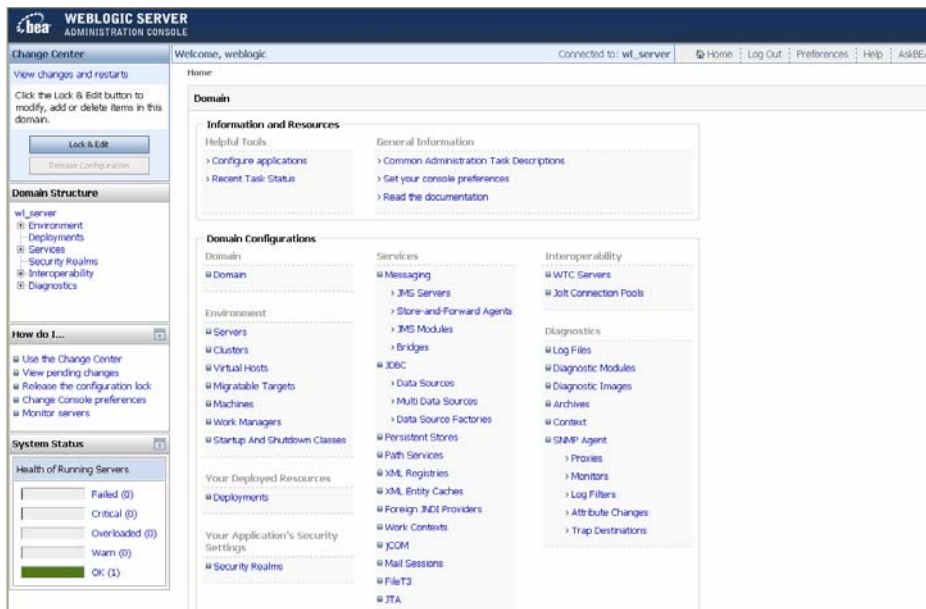 bea
WEBLOGIC SERVER
ADMINISTRATION CONSOLE
Change Center
View changes and restarts
Click the Lock & Edit button to
modify, add or delete items in this
domain.
Lock & Edit
Release Configuration
Domain Structure
wl_server
Environment
Deployments
Services
Security Realms
Interoperability
Diagnostics
How do I...
Use the Change Center
View pending changes
Release the configuration lock
Change Console preferences
Monitor servers
System Status
Health of Running Servers
Failed (0)
Critical (0)
Overloaded (0)
Warn (0)
OK (1)
Welcome, weblogic
Connected to: wl_server
Home
Log Out
Preferences
Help
AskBEA
Home
Domain
Information and Resources
Helpful Tools
> Configure applications
> Recent Task Status
General Information
> Common Administration Task Descriptions
> Set your console preferences
> Read the documentation
Domain Configurations
Domain
Domain
Environment
Servers
Clusters
Virtual Hosts
Migratable Targets
Machines
Work Managers
Startup And Shutdown Classes
Your Deployed Resources
Deployments
Your Application's Security
Settings
Security Realms
Services
Messaging
> JMS Servers
> Store-and-Forward Agents
> JMS Modules
> Bridges
JDBC
> Data Sources
> Multi Data Sources
> Data Source Factories
Persistent Stores
Path Services
XML Registries
XML Entity Caches
Foreign JNDI Providers
Work Contexts
jCOM
Mail Sessions
FileT3
JTA
Interoperability
WTC Servers
Jolt Connection Pools
Diagnostics
Log Files
Diagnostic Modules
Diagnostic Images
Archives
Context
SNMP Agent
> Proxies
> Monitors
> Log Filters
> Attribute Changes
> Trap Destinations